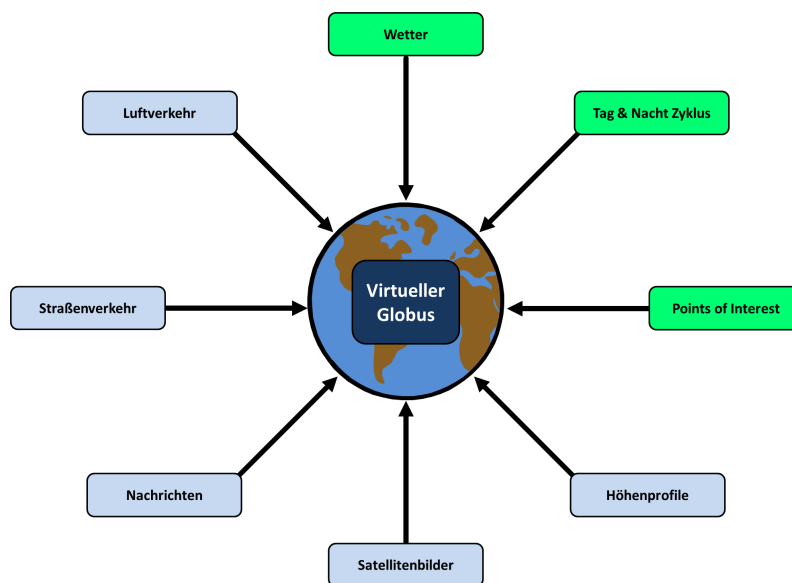 Wetter
Luftverkehr
Tag & Nacht Zyklus
Straßenverkehr
Virtueller
Globus
Points of Interest
Nachrichten
Höhenprofile
Satellitenbilder